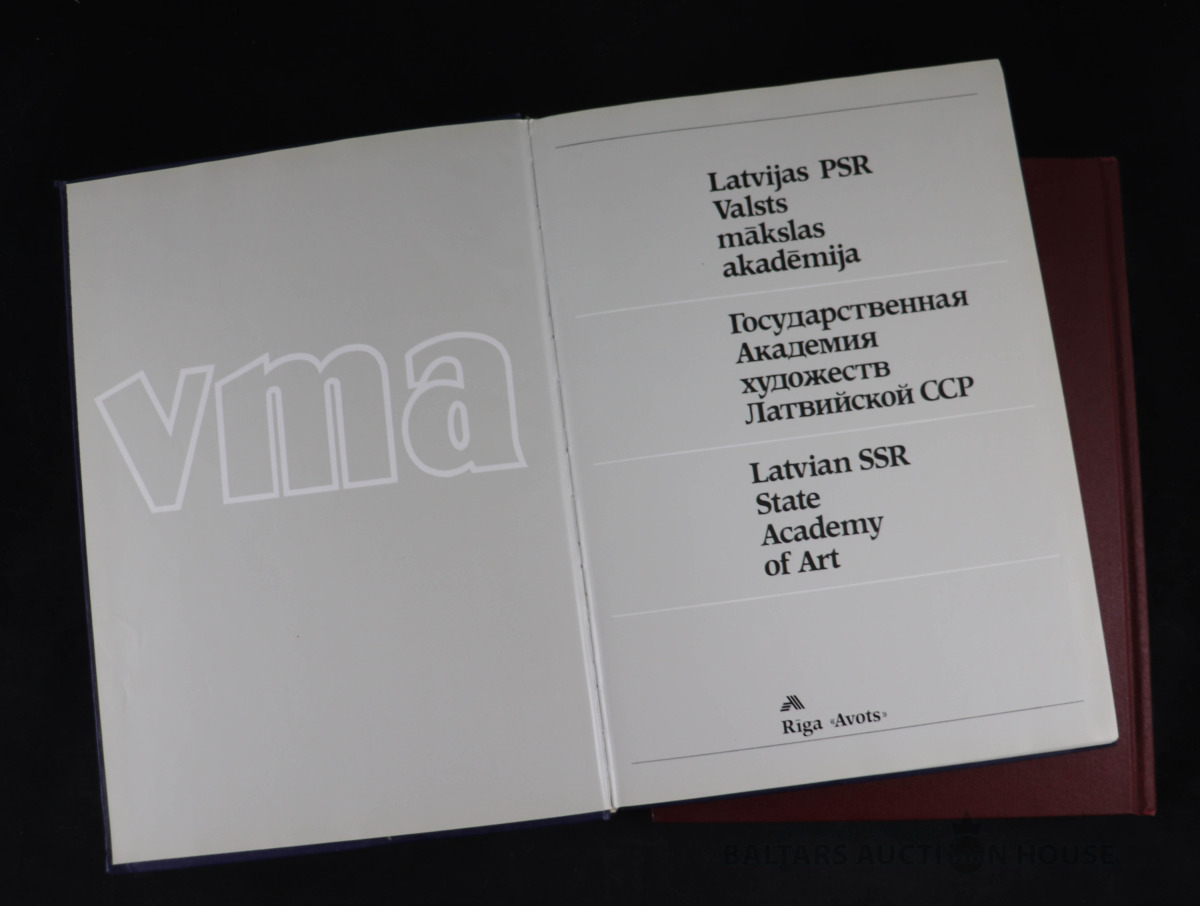 vma
Latvijas PSR
Valsts
mākslas
akadēmija
Государственная
Академия
художеств
Латвийской ССР
Latvian SSR
State
Academy
of Art
Rīga «Avots»
BALTARS AUCTION HOUSE